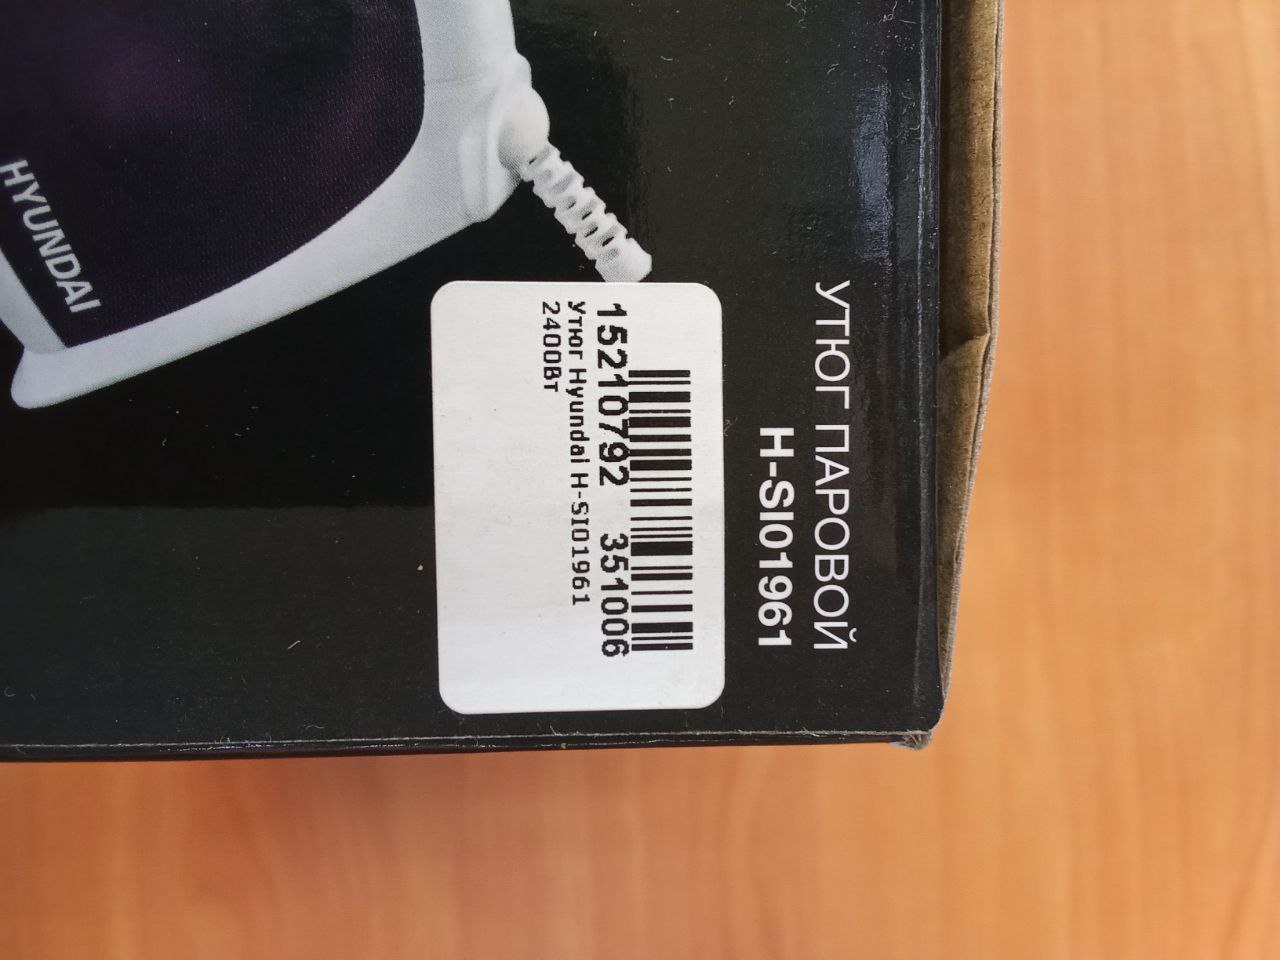 HYUNDAI
УТЮГ ПАРОВОЙ
H-SI01961
15210792 351006
Утюг Hyundai H-SI01961
2400Вт